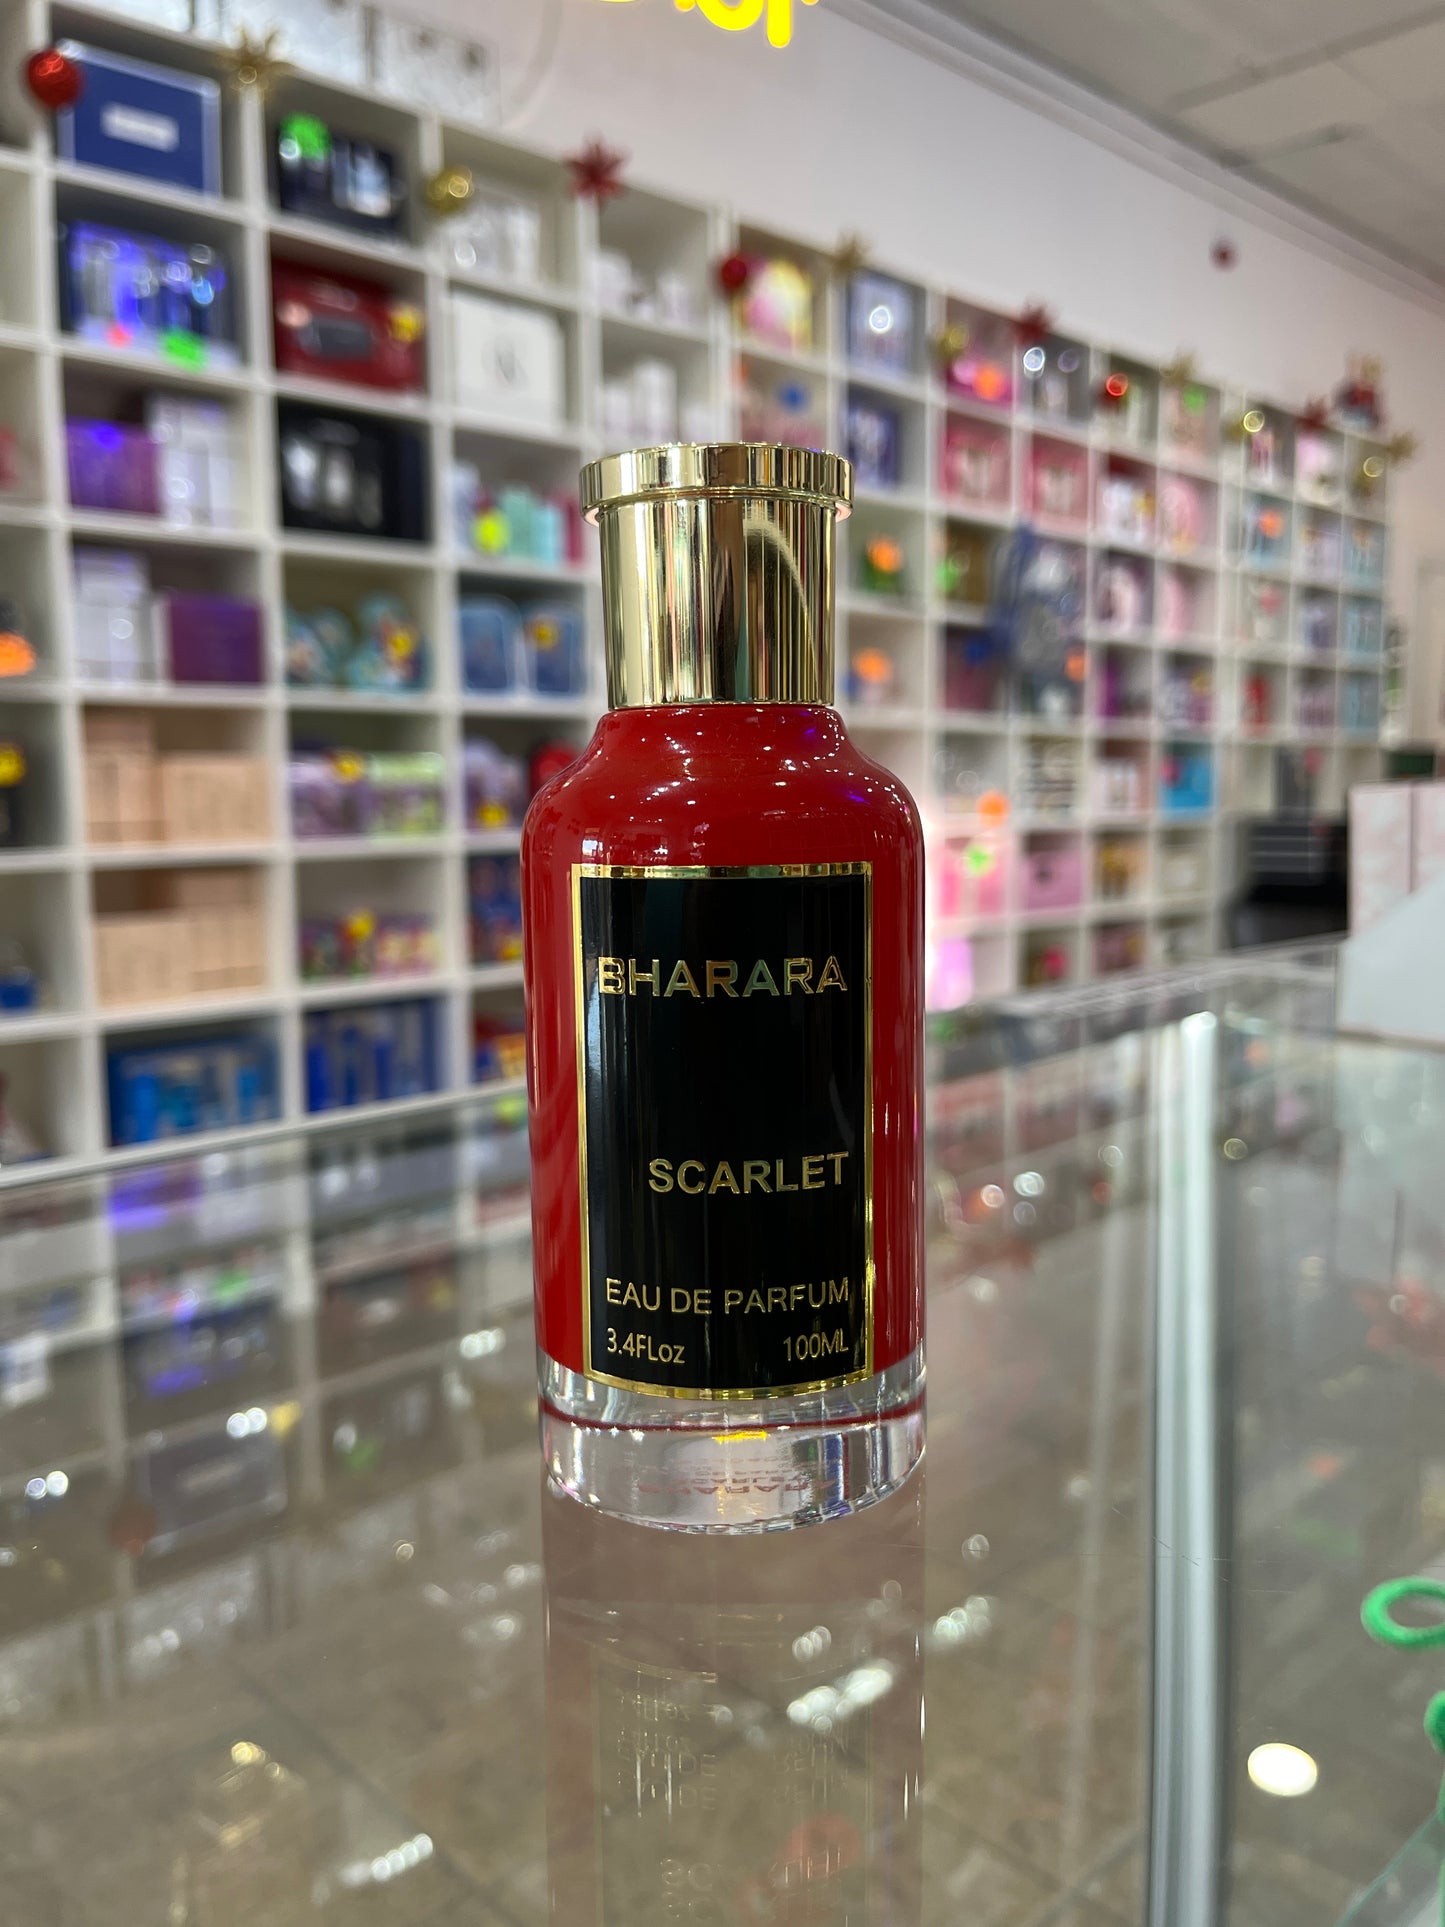 BHARARA
SCARLET
EAU DE PARFUM
3.4FLoz 100ML